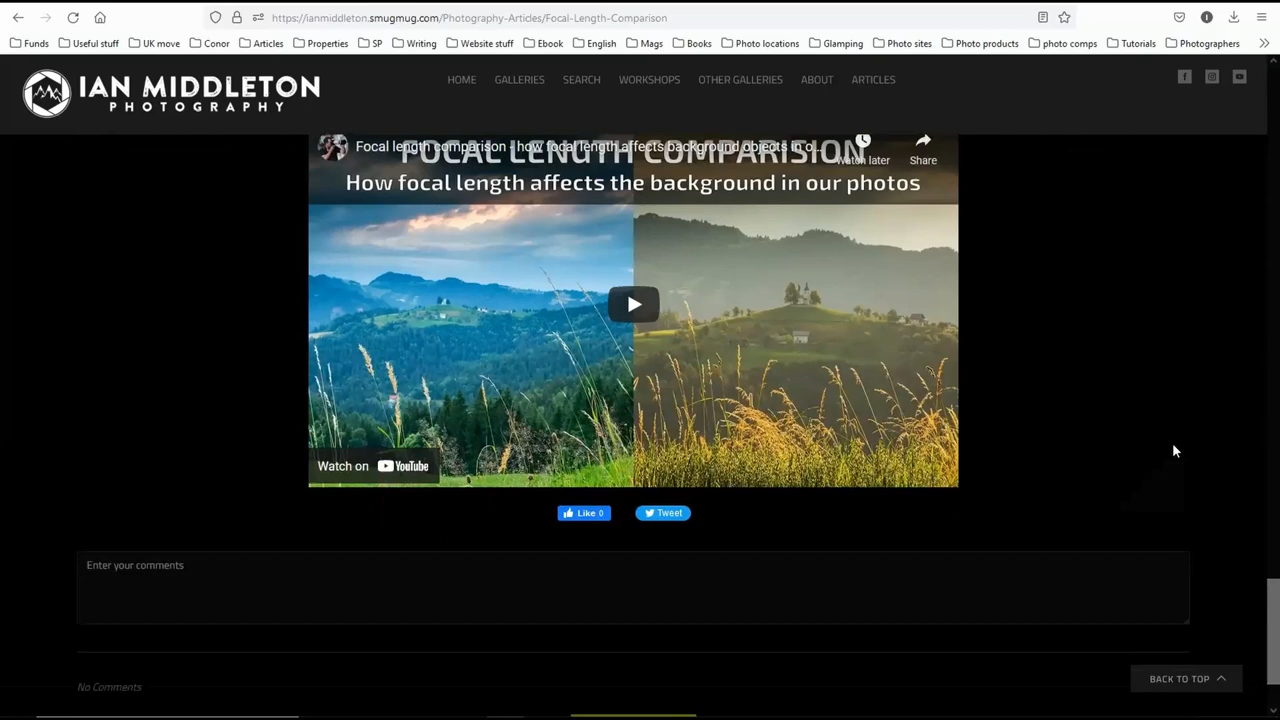 https://ianmiddleton.smugmug.com/Photography-Articles/Focal-Length-Comparison
Funds Useful stuff UK move Conor Articles Properties SP Writing Website stuff Ebook English Mags Books Photo locations Glamping Photo sites Photo products photo comps Tutorials Photographers
IAN MIDDLETON
PHOTOGRAPHY
HOME GALLERIES SEARCH WORKSHOPS OTHER GALLERIES ABOUT ARTICLES
Focal length comparison - how focal length affects background objects in o...
FOCAL LENGTH COMPARISION
Watch later Share
How focal length affects the background in our photos
Watch on YouTube
Like 0 Tweet
Enter your comments
No Comments
BACK TO TOP